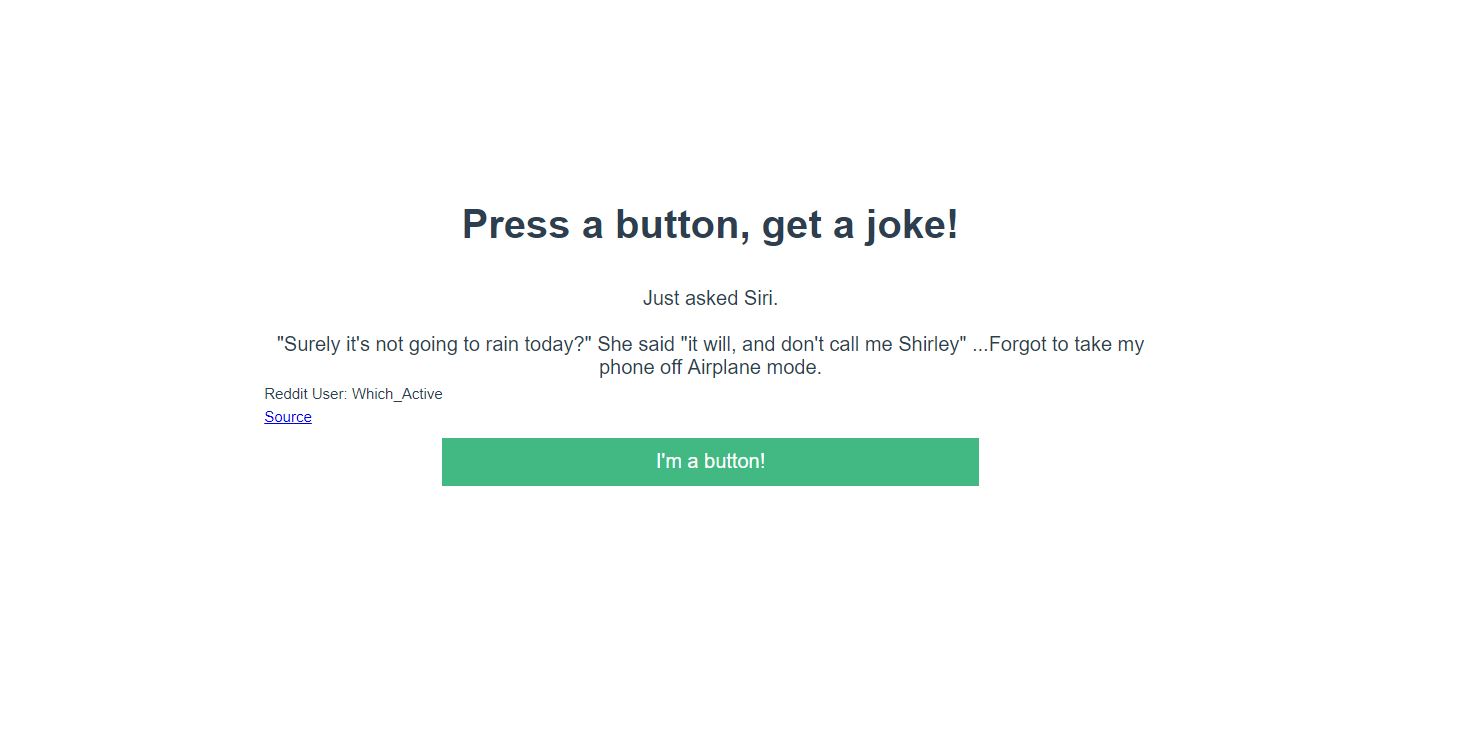 Press a button, get a joke!
Just asked Siri.
"Surely it's not going to rain today?" She said "it will, and don't call me Shirley" ...Forgot to take my
phone off Airplane mode.
Reddit User: Which_Active
Source
I'm a button!